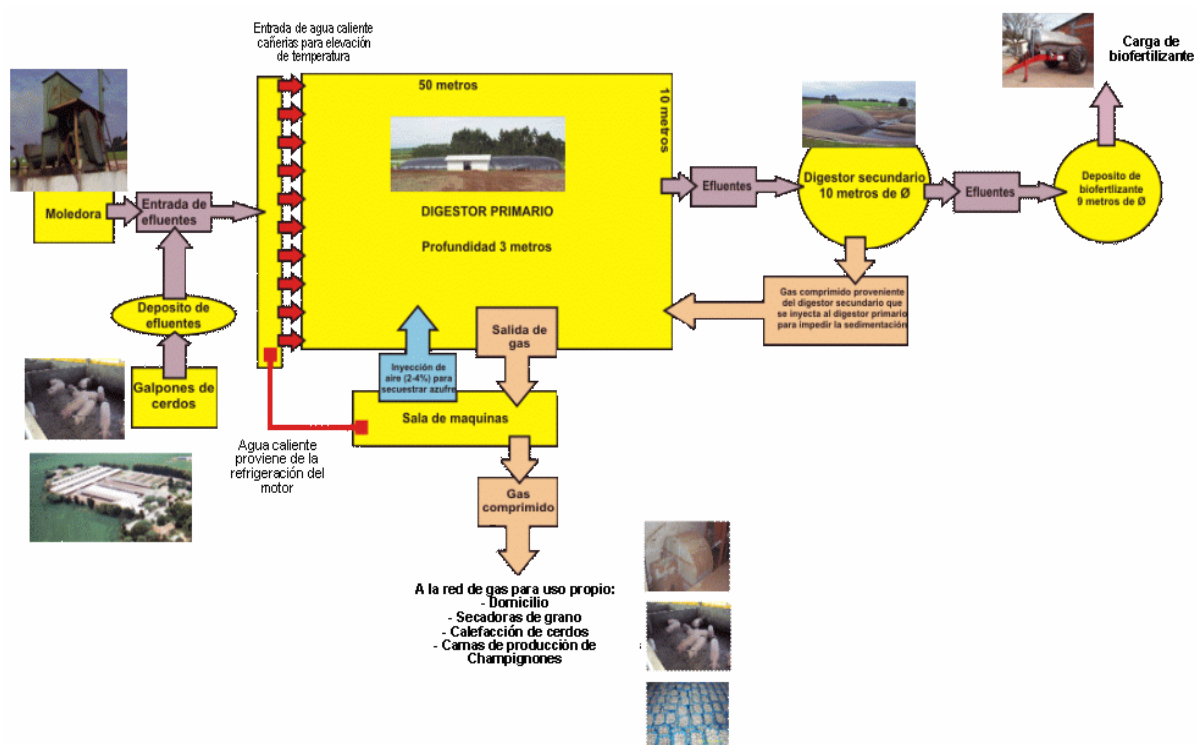 Entrada de agua caliente
cañerias para elevación
de temperatura
Carga de
biofertilizante
50 metros
10 metros
Moledora
Entrada de
efluentes
DIGESTOR PRIMARIO
Profundidad 3 metros
Efluentes
Digestor secundario
10 metros de Ø
Efluentes
Deposito de
biofertlizante
9 metros de Ø
Deposito de
efluentes
Galpones de
cerdos
Gas comprimido proveniente
del digestor secundario que
se inyecta al digestor primario
para impedir la sedimentación
Salida de
gas
Inyección de
aire (2-4%) para
secuestrar azufre
Sala de maquinas
Agua caliente
proviene de la
refrigeración del
motor
Gas
comprimido
A la red de gas para uso propio:
- Domicilio
- Secadoras de grano
- Calefacción de cerdos
- Camas de producción de
Champignones